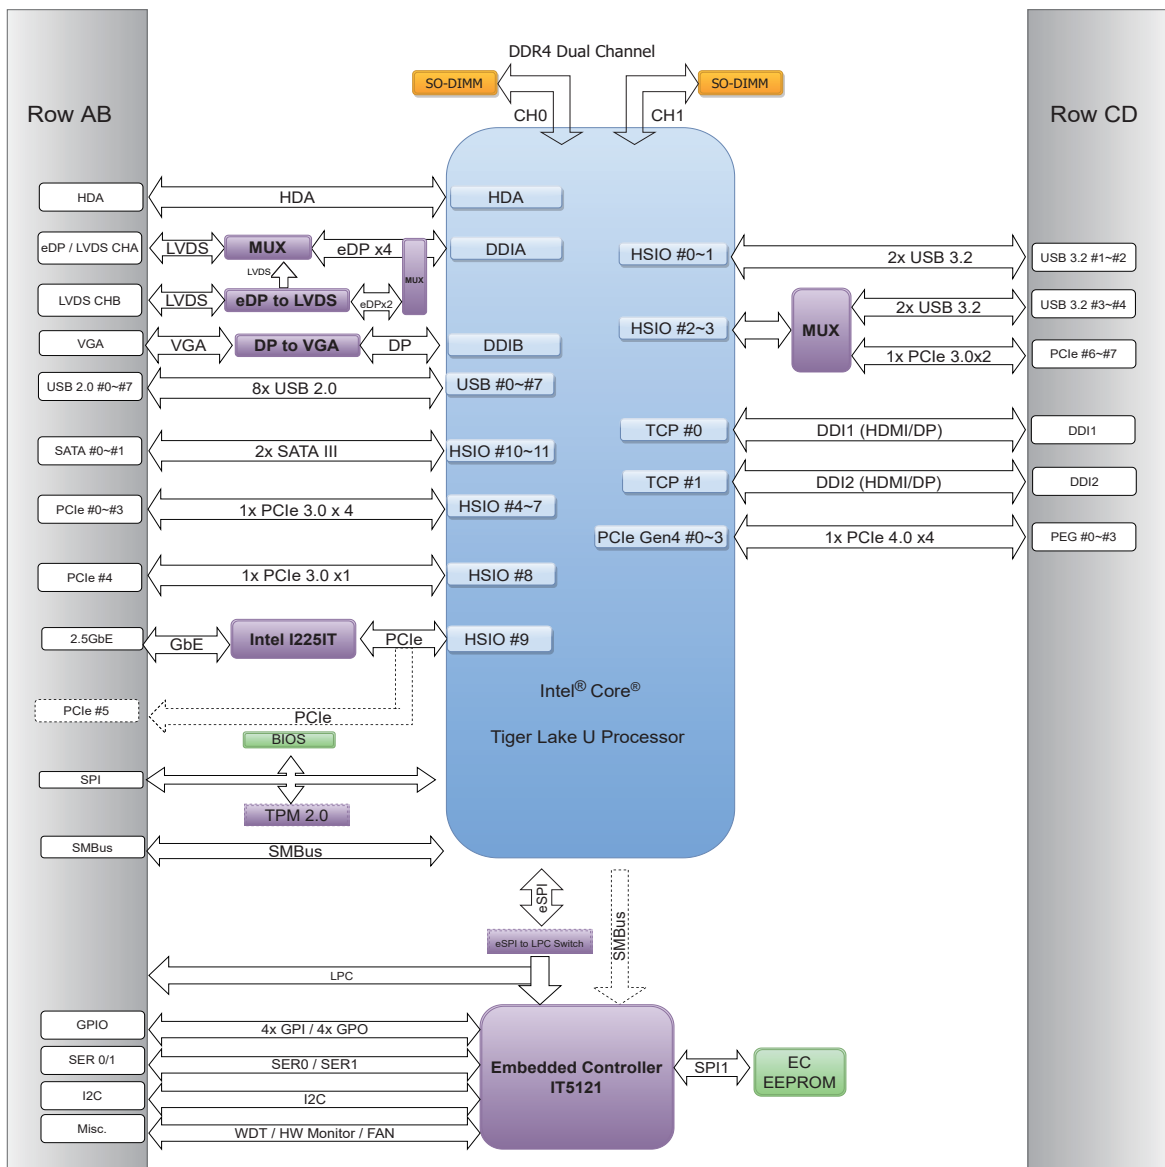 DDR4 Dual Channel
SO-DIMM
SO-DIMM
CH0
CH1
Row AB
Row CD
HDA
HDA
HDA
eDP / LVDS CHA
LVDS
MUX
eDP x4
DDIA
LVDS
MUX
LVDS CHB
LVDS
eDP to LVDS
eDPx2
VGA
VGA
DP to VGA
DP
DDIB
USB 2.0 #0~#7
8x USB 2.0
USB #0~#7
SATA #0~#1
2x SATA III
HSIO #10~11
PCIe #0~#3
1x PCIe 3.0 x 4
HSIO #4~7
PCIe #4
1x PCIe 3.0 x1
HSIO #8
2.5GbE
GbE
Intel I225IT
PCIe
HSIO #9
PCIe #5
PCIe
BIOS
SPI
TPM 2.0
SMBus
SMBus
HSIO #0~1
2x USB 3.2
USB 3.2 #1~#2
HSIO #2~3
MUX
2x USB 3.2
USB 3.2 #3~#4
1x PCIe 3.0x2
PCIe #6~#7
TCP #0
DDI1 (HDMI/DP)
DDI1
TCP #1
DDI2 (HDMI/DP)
DDI2
PCIe Gen4 #0~3
1x PCIe 4.0 x4
PEG #0~#3
Intel® Core®
Tiger Lake U Processor
eSPI
SMBus
eSPI to LPC Switch
LPC
GPIO
4x GPI / 4x GPO
SER 0/1
SER0 / SER1
I2C
I2C
Misc.
WDT / HW Monitor / FAN
Embedded Controller
IT5121
SPI1
EC
EEPROM